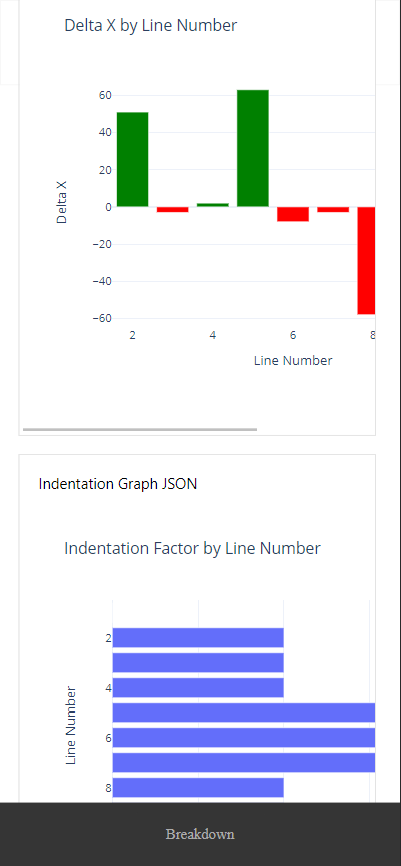 Delta X by Line Number
60
40
20
0
−20
−40
−60
Delta X
2
4
6
8
Line Number
Indentation Graph JSON
Indentation Factor by Line Number
2
4
6
8
Line Number
Breakdown